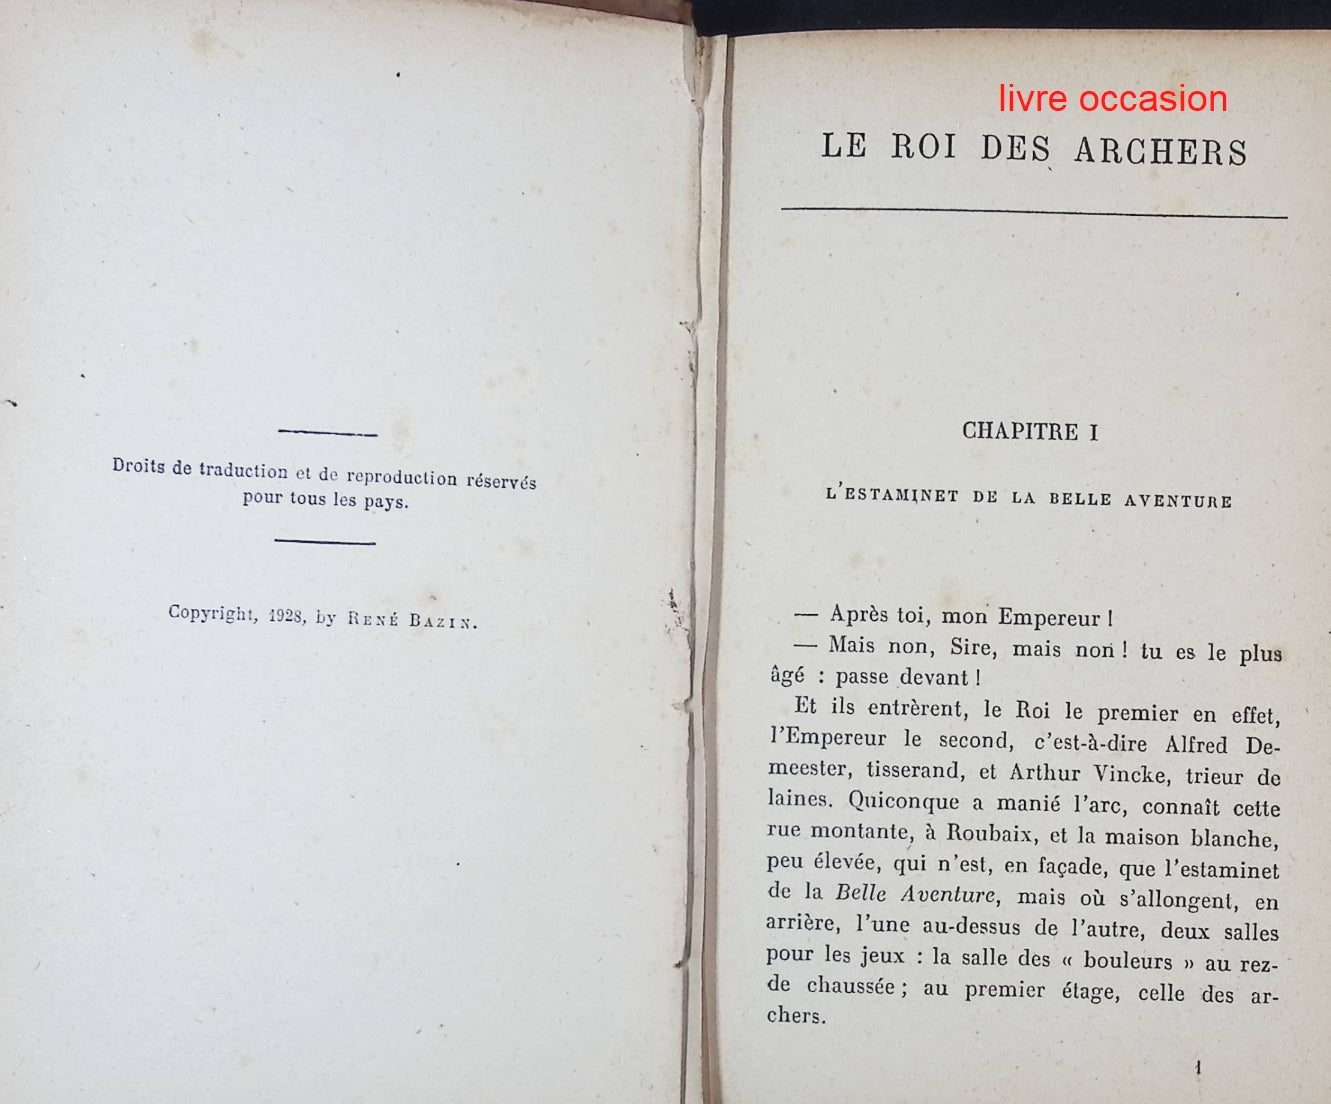 Droits de traduction et de reproduction réservés
pour tous les pays.
Copyright, 1928, by RENÉ BAZIN.
livre occasion
LE ROI DES ARCHERS
CHAPITRE I
L'ESTAMINET DE LA BELLE AVENTURE
— Après toi, mon Empereur !
— Mais non, Sire, mais non ! tu es le plus
âgé : passe devant !
Et ils entrèrent, le Roi le premier en effet,
l'Empereur le second, c'est-à-dire Alfred De-
meester, tisserand, et Arthur Vincke, trieur de
laines. Quiconque a manié l'arc, connaît cette
rue montante, à Roubaix, et la maison blanche,
peu élevée, qui n'est, en façade, que l'estaminet
de la Belle Aventure, mais où s'allongent, en
arrière, l'une au-dessus de l'autre, deux salles
pour les jeux : la salle des « bouleurs » au rez-
de chaussée ; au premier étage, celle des ar-
chers.
1